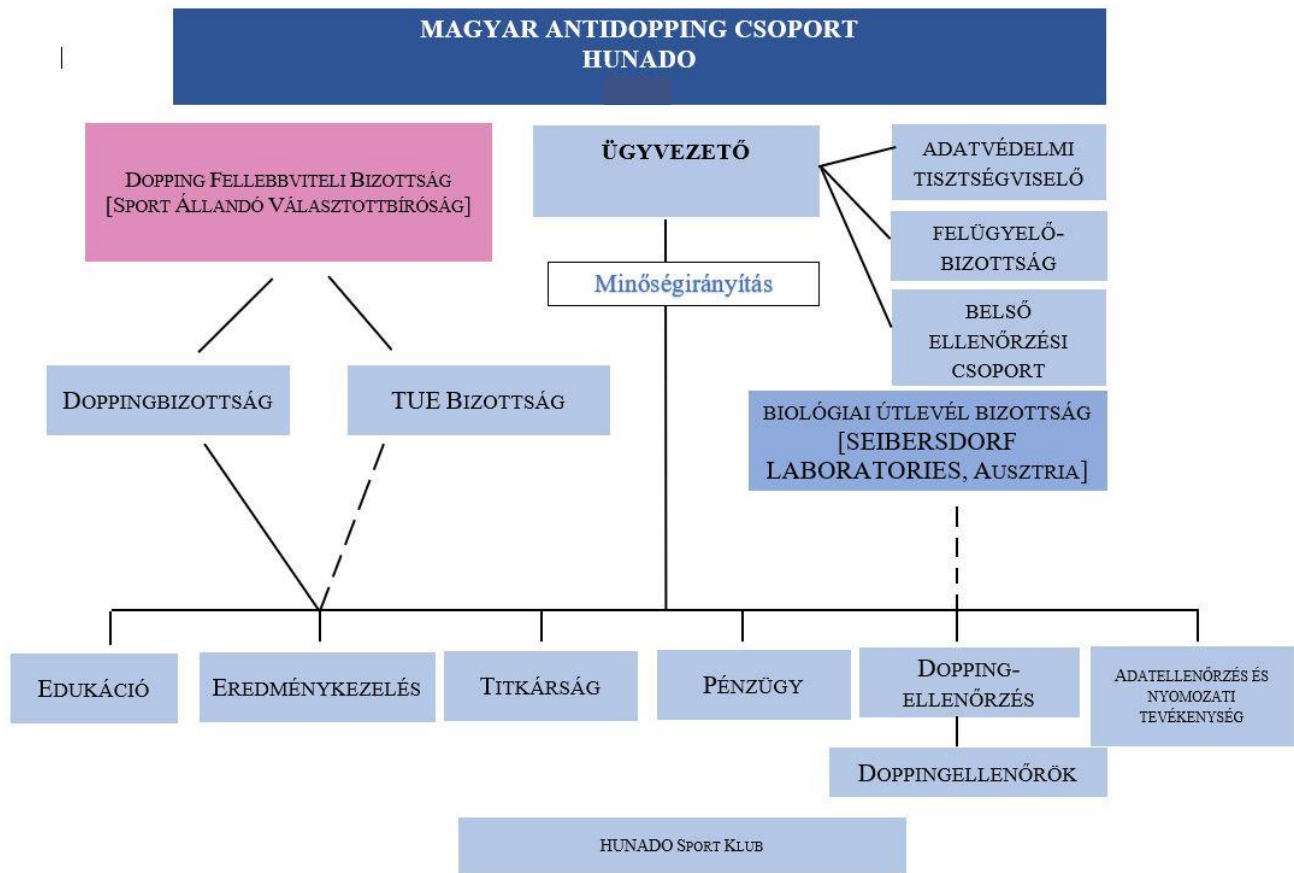 MAGYAR ANTIDOPPING CSOPORT
HUNADO
DOPPING FELLEBBVITELI BIZOTTSÁG
[SPORT ÁLLANDÓ VÁLASZTOTTBÍRÓSÁG]
ÜGYVEZETŐ
ADATVÉDELMI
TISZTSÉGVISELŐ
FELÜGYELŐ-
BIZOTTSÁG
Minőségirányítás
BELSŐ
ELLENŐRZÉSI
CSOPORT
DOPPINGBIZOTTSÁG
TUE BIZOTTSÁG
BIOLÓGIAI ÚTLEVÉL BIZOTTSÁG
[SEIBERSDORF
LABORATORIES, AUSZTRIA]
EDUKÁCIÓ
EREDMÉNYKEZELÉS
TITKÁRSÁG
PÉNZÜGY
DOPPING-
ELLENŐRZÉS
ADATELLENŐRZÉS ÉS
NYOMOZATI
TEVÉKENYSÉG
DOPPINGELLENŐRÖK
HUNADO SPORT KLUB